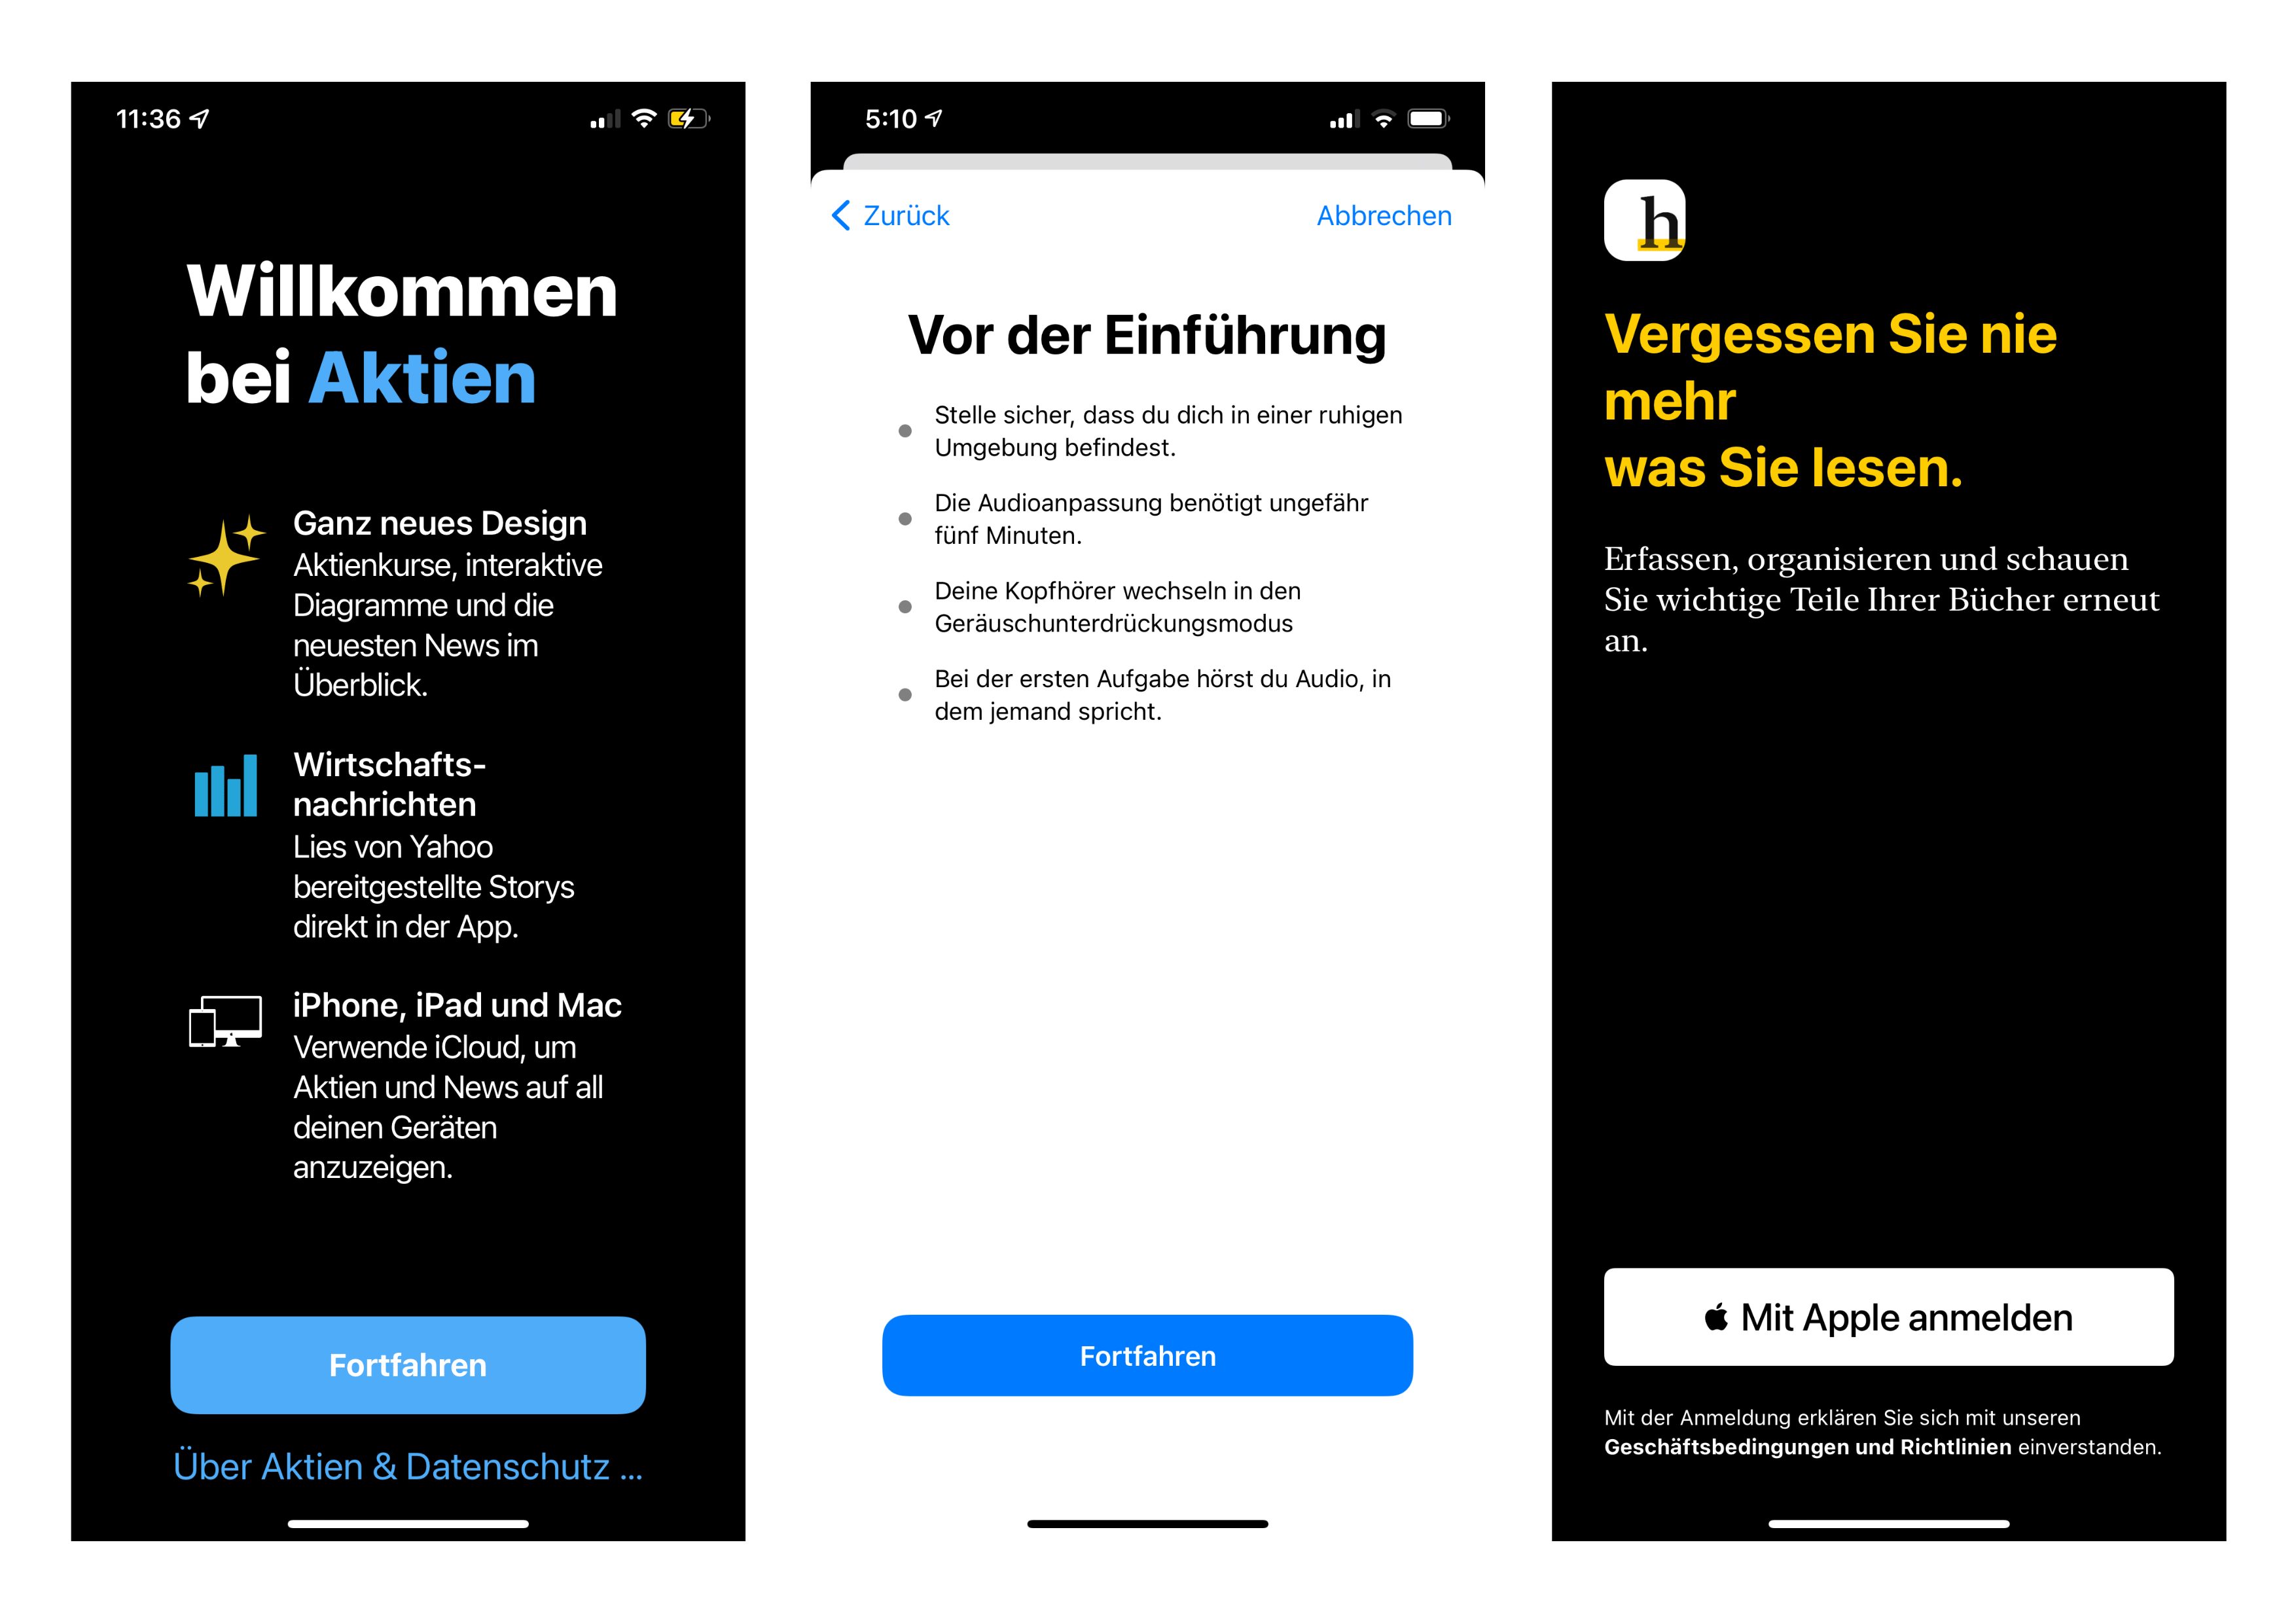 11:36
Willkommen
bei Aktien
Ganz neues Design
Aktienkurse, interaktive
Diagramme und die
neuesten News im
Überblick.
Wirtschafts-
nachrichten
Lies von Yahoo
bereitgestellte Storys
direkt in der App.
iPhone, iPad und Mac
Verwende iCloud, um
Aktien und News auf all
deinen Geräten
anzuzeigen.
Fortfahren
Über Aktien & Datenschutz ...
5:10
Zurück
Abbrechen
Vor der Einführung
Stelle sicher, dass du dich in einer ruhigen
Umgebung befindest.
Die Audioanpassung benötigt ungefähr
fünf Minuten.
Deine Kopfhörer wechseln in den
Geräuschunterdrückungsmodus
Bei der ersten Aufgabe hörst du Audio, in
dem jemand spricht.
Fortfahren
h
Vergessen Sie nie
mehr
was Sie lesen.
Erfassen, organisieren und schauen
Sie wichtige Teile Ihrer Bücher erneut
an.
Mit Apple anmelden
Mit der Anmeldung erklären Sie sich mit unseren
Geschäftsbedingungen und Richtlinien einverstanden.